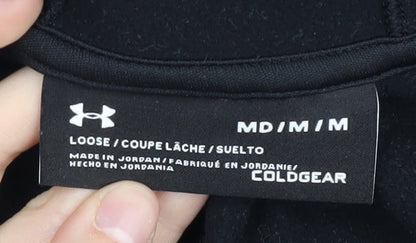 MD / M / M
LOOSE / COUPE LÂCHE / SUELTO
MADE IN JORDAN / FABRIQUÉ EN JORDANIE /
HECHO EN JORDANIA
COLDGEAR